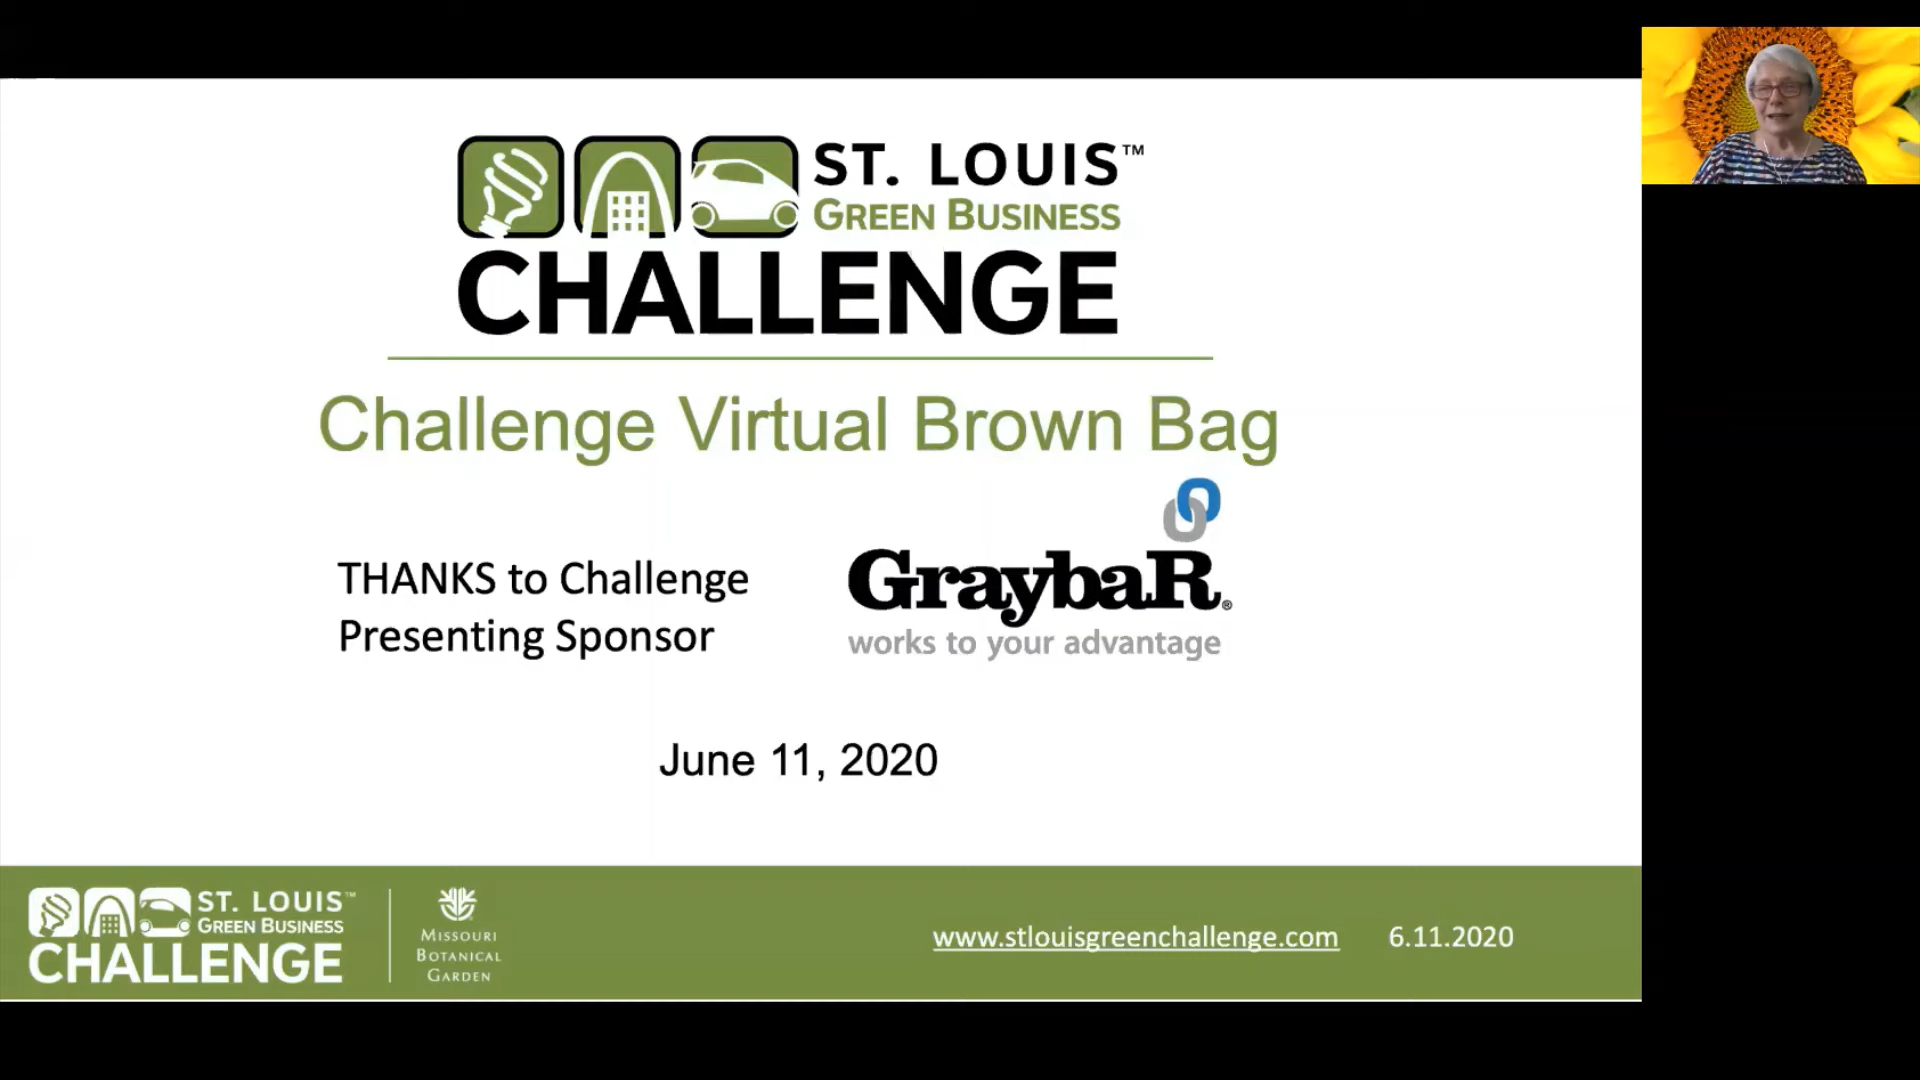 ST. LOUIS™
GREEN BUSINESS
CHALLENGE
Challenge Virtual Brown Bag
THANKS to Challenge
Presenting Sponsor
GraybaR®
works to your advantage
June 11, 2020
ST. LOUIS™
GREEN BUSINESS
CHALLENGE
MISSOURI
BOTANICAL
GARDEN
www.stlouisgreenchallenge.com
6.11.2020